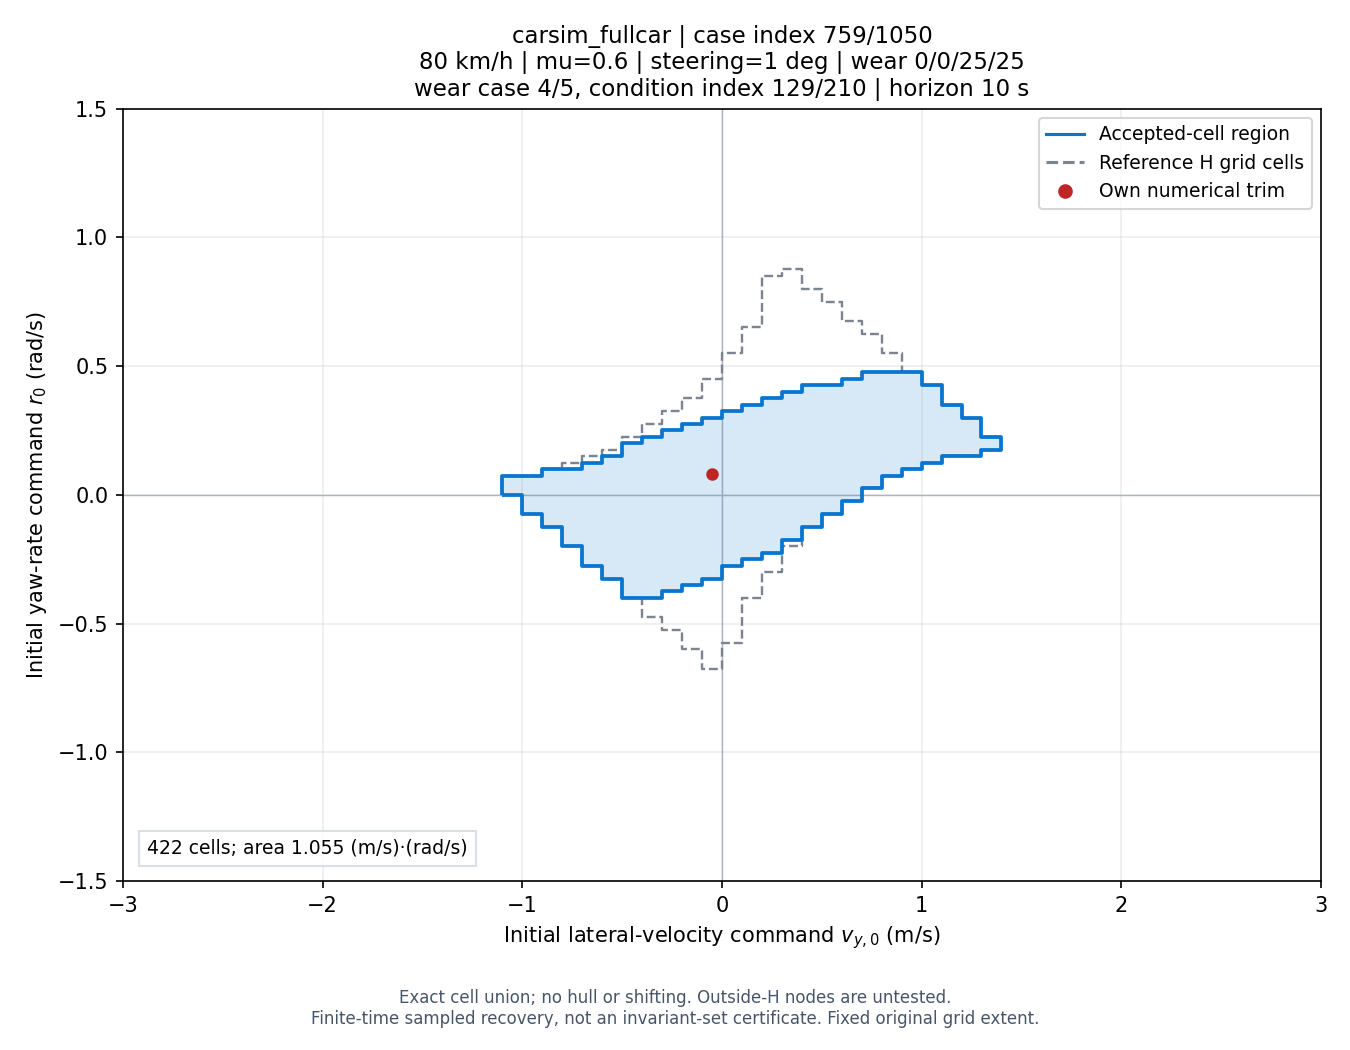 carsim_fullcar | case index 759/1050
80 km/h | mu=0.6 | steering=1 deg | wear 0/0/25/25
wear case 4/5, condition index 129/210 | horizon 10 s
Accepted-cell region
Reference H grid cells
Own numerical trim
1.5
1.0
0.5
0.0
−0.5
−1.0
−1.5
Initial yaw-rate command r₀ (rad/s)
422 cells; area 1.055 (m/s)·(rad/s)
−3
−2
−1
0
1
2
3
Initial lateral-velocity command v_{y,0} (m/s)
Exact cell union; no hull or shifting. Outside-H nodes are untested.
Finite-time sampled recovery, not an invariant-set certificate. Fixed original grid extent.